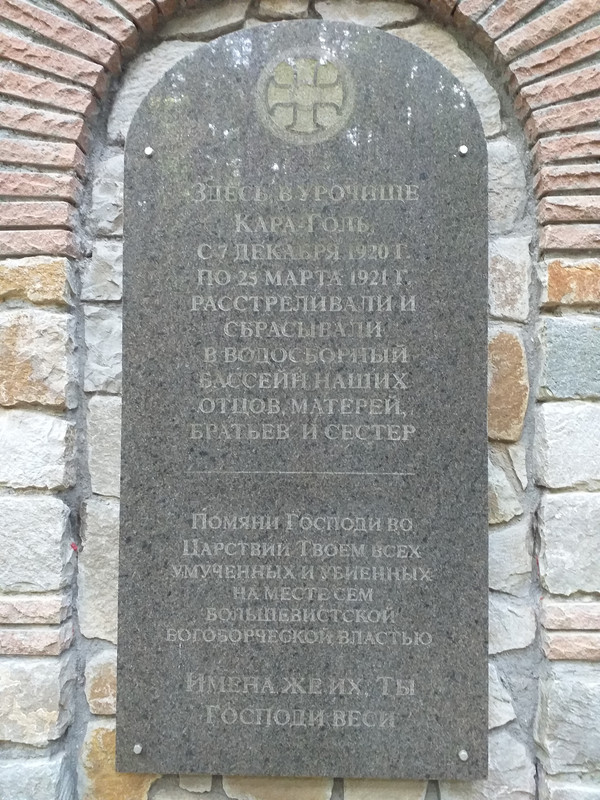 Здесь, в урочище
Кара-Голь,
с 7 декабря 1920 г.
по 25 марта 1921 г.
расстреливали и
сбрасывали
в водосборный
бассейн наших
отцов, матерей,
братьев и сестер
Помяни Господи во
Царствии Твоем всех
умученных и убиенных
на месте сем
большевистской
богоборческой властью
Имена же их, Ты
Господи веси